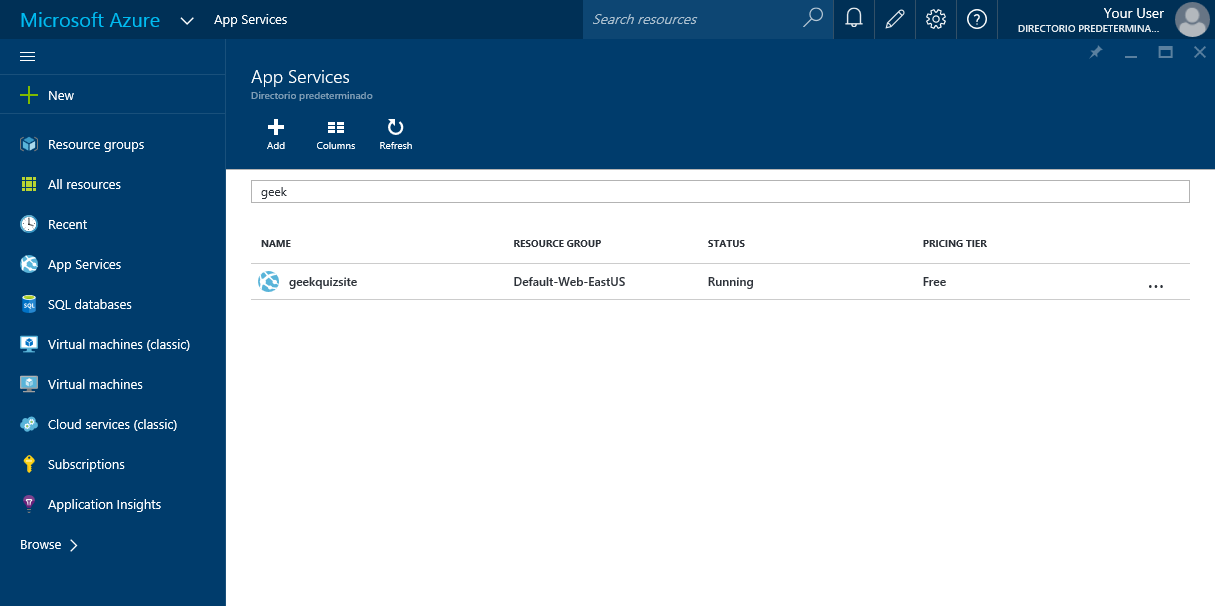 Microsoft Azure App Services Search resources Your User
DIRECTORIO PREDETERMINA...
New
Resource groups
All resources
Recent
App Services
SQL databases
Virtual machines (classic)
Virtual machines
Cloud services (classic)
Subscriptions
Application Insights
Browse
App Services
Directorio predeterminado
Add Columns Refresh
geek
NAME RESOURCE GROUP STATUS PRICING TIER
geekquizsite Default-Web-EastUS Running Free ...